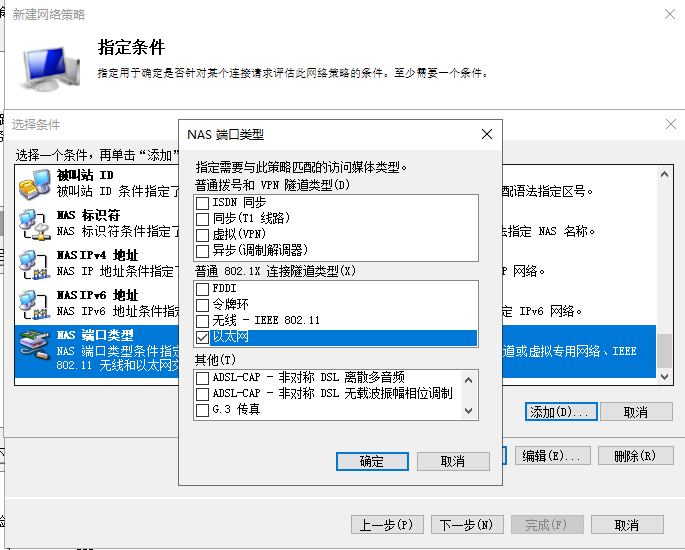 新建网络策略
指定条件
指定用于确定是否针对某个连接请求评估此网络策略的条件。至少需要一个条件。
选择条件
选择一个条件，再单击“添加”
被叫站 ID
被叫站 ID 条件指定了
配语法指定区号。
NAS 标识符
NAS 标识符条件指定了
法指定 NAS 名称。
NAS IPv4 地址
NAS IP 地址条件指定了
P 网络。
NAS IPv6 地址
NAS IPv6 地址条件指定
定 IPv6 网络。
NAS 端口类型
NAS 端口类型条件指定
道或虚拟专用网络、IEEE
802.11 无线和以太网交
添加(D)...
取消
编辑(E)...
删除(R)
上一步(P)
下一步(N)
完成(F)
取消
NAS 端口类型
指定需要与此策略匹配的访问媒体类型。
普通拨号和 VPN 隧道类型(D)
ISDN 同步
同步(T1 线路)
虚拟(VPN)
异步(调制解调器)
普通 802.1X 连接隧道类型(X)
FDDI
令牌环
无线 - IEEE 802.11
以太网
其他(T)
ADSL-CAP - 非对称 DSL 离散多音频
ADSL-CAP - 非对称 DSL 无载波振幅相位调制
G.3 传真
确定
取消